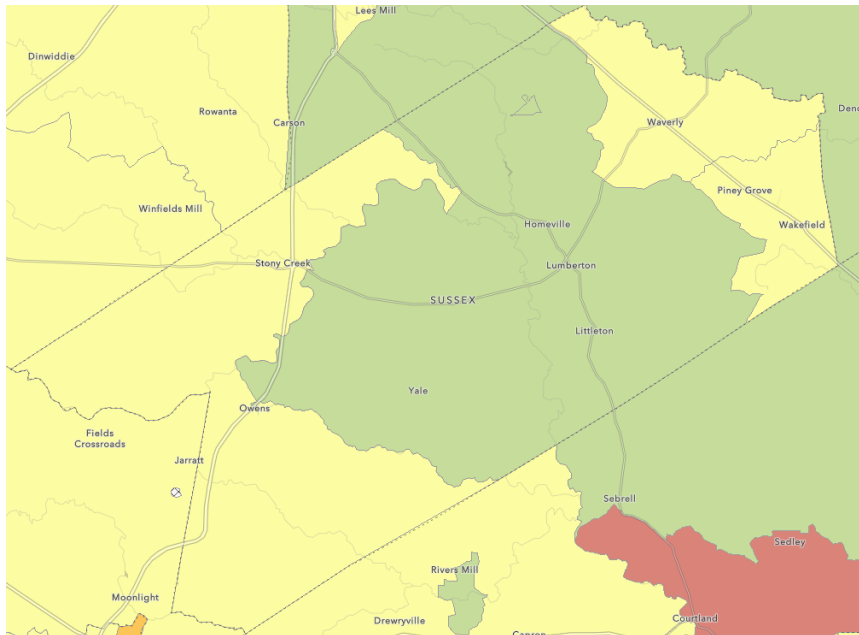 Lees Mill
Dinwiddie
Rowanta
Carson
Waverly
Piney Grove
Winfields Mill
Homeville
Wakefield
Stony Creek
Lumberton
SUSSEX
Littleton
Yale
Owens
Fields
Crossroads
Jarratt
Sebrell
Sedley
Rivers Mill
Moonlight
Drewryville
Courtland